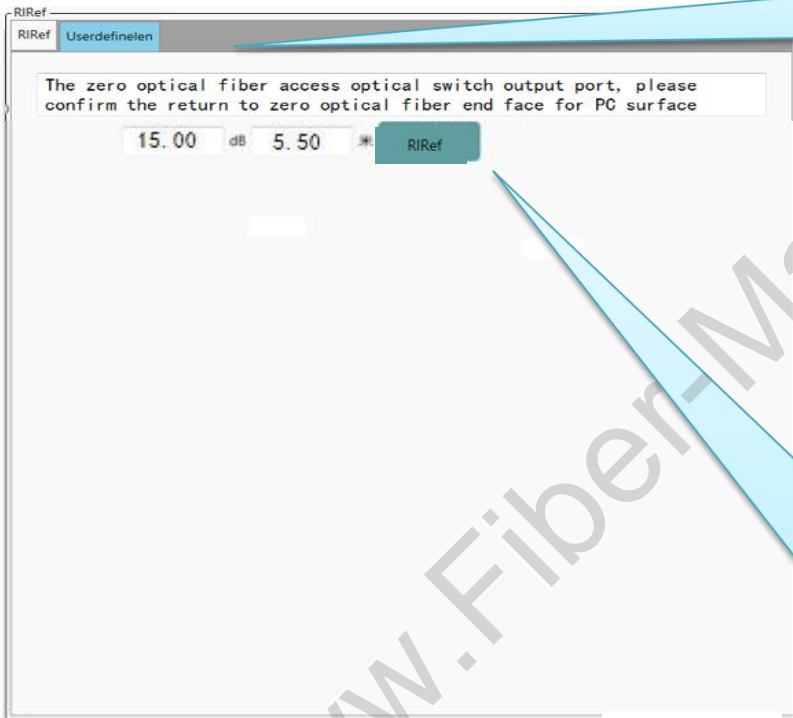 RIRef
RIRef Userdefinelen
The zero optical fiber access optical switch output port, please
confirm the return to zero optical fiber end face for PC surface
15.00 dB 5.50 米 RIRef
www.Fiber-Ma